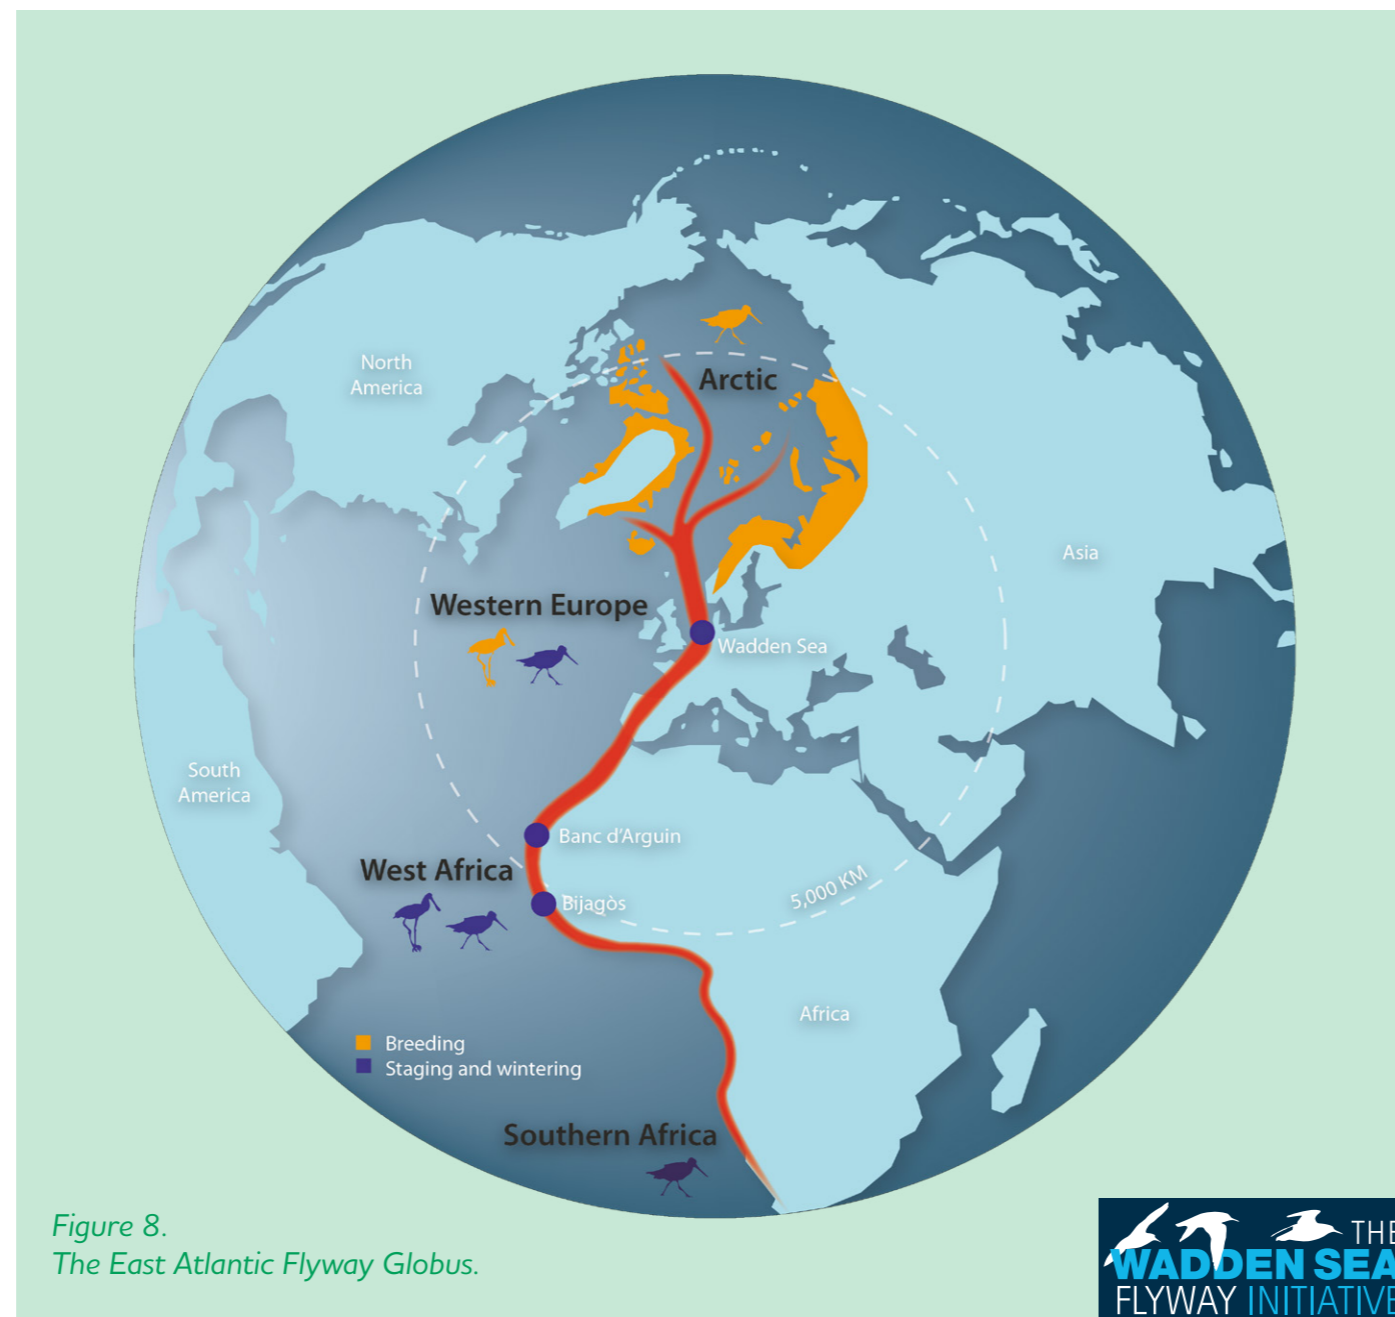 North
America
Arctic
Asia
Western Europe
Wadden Sea
South
America
Banc d'Arguin
West Africa
5,000 KM
Bijagòs
Africa
Breeding
Staging and wintering
Southern Africa
Figure 8.
The East Atlantic Flyway Globus.
THE
WADDEN SEA
FLYWAY INITIATIVE